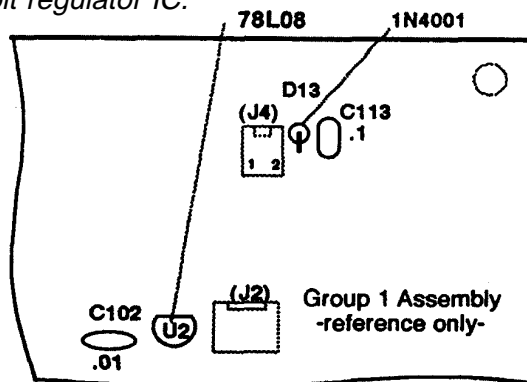 regulator IC.
78L08
1N4001
D13
(J4)
C113
.1
1 2
(J2)
Group 1 Assembly
-reference only-
C102
U2
.01